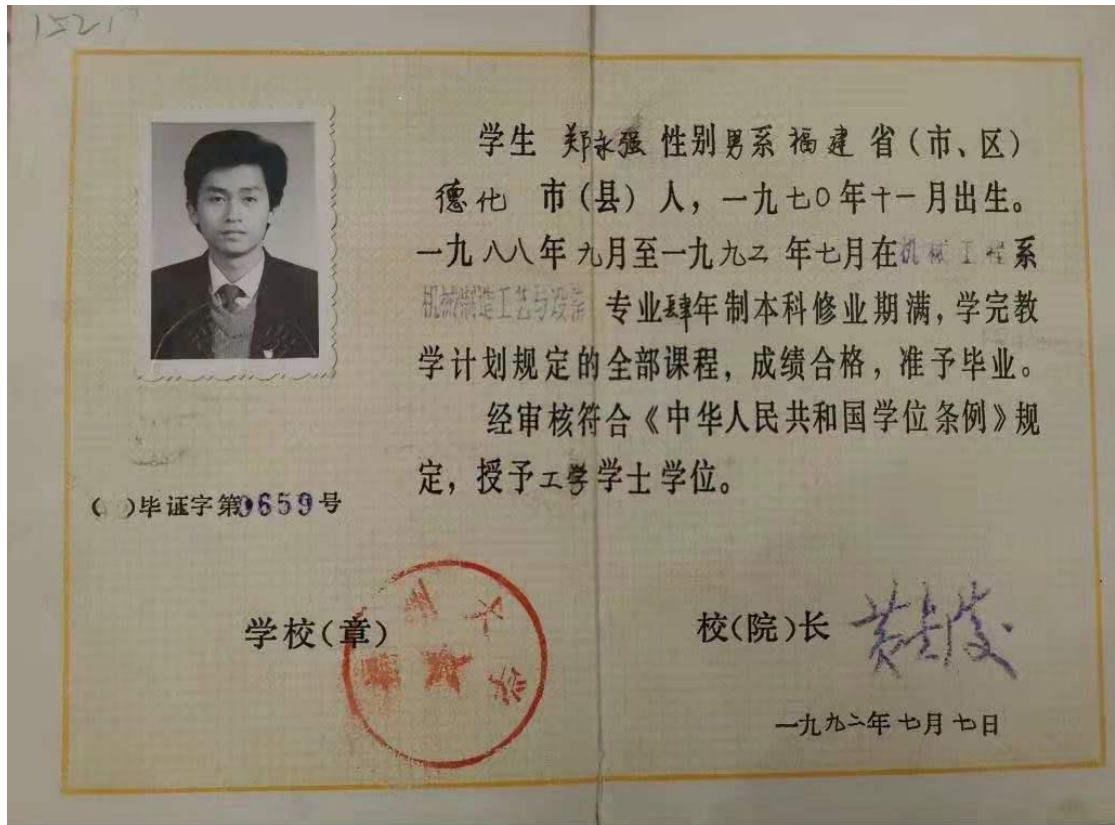 1521
学生 郑永强 性别男系福建省(市、区)
德化 市(县)人,一九七〇年十一月出生。
一九八八年九月至一九九二年七月在机械工程系
机械制造工艺与设备 专业肆年制本科修业期满,学完教
学计划规定的全部课程,成绩合格,准予毕业。
经审核符合《中华人民共和国学位条例》规
定,授予工学学士学位。
( )毕证字第9659号
学校(章)
校(院)长
一九九二年七月七日